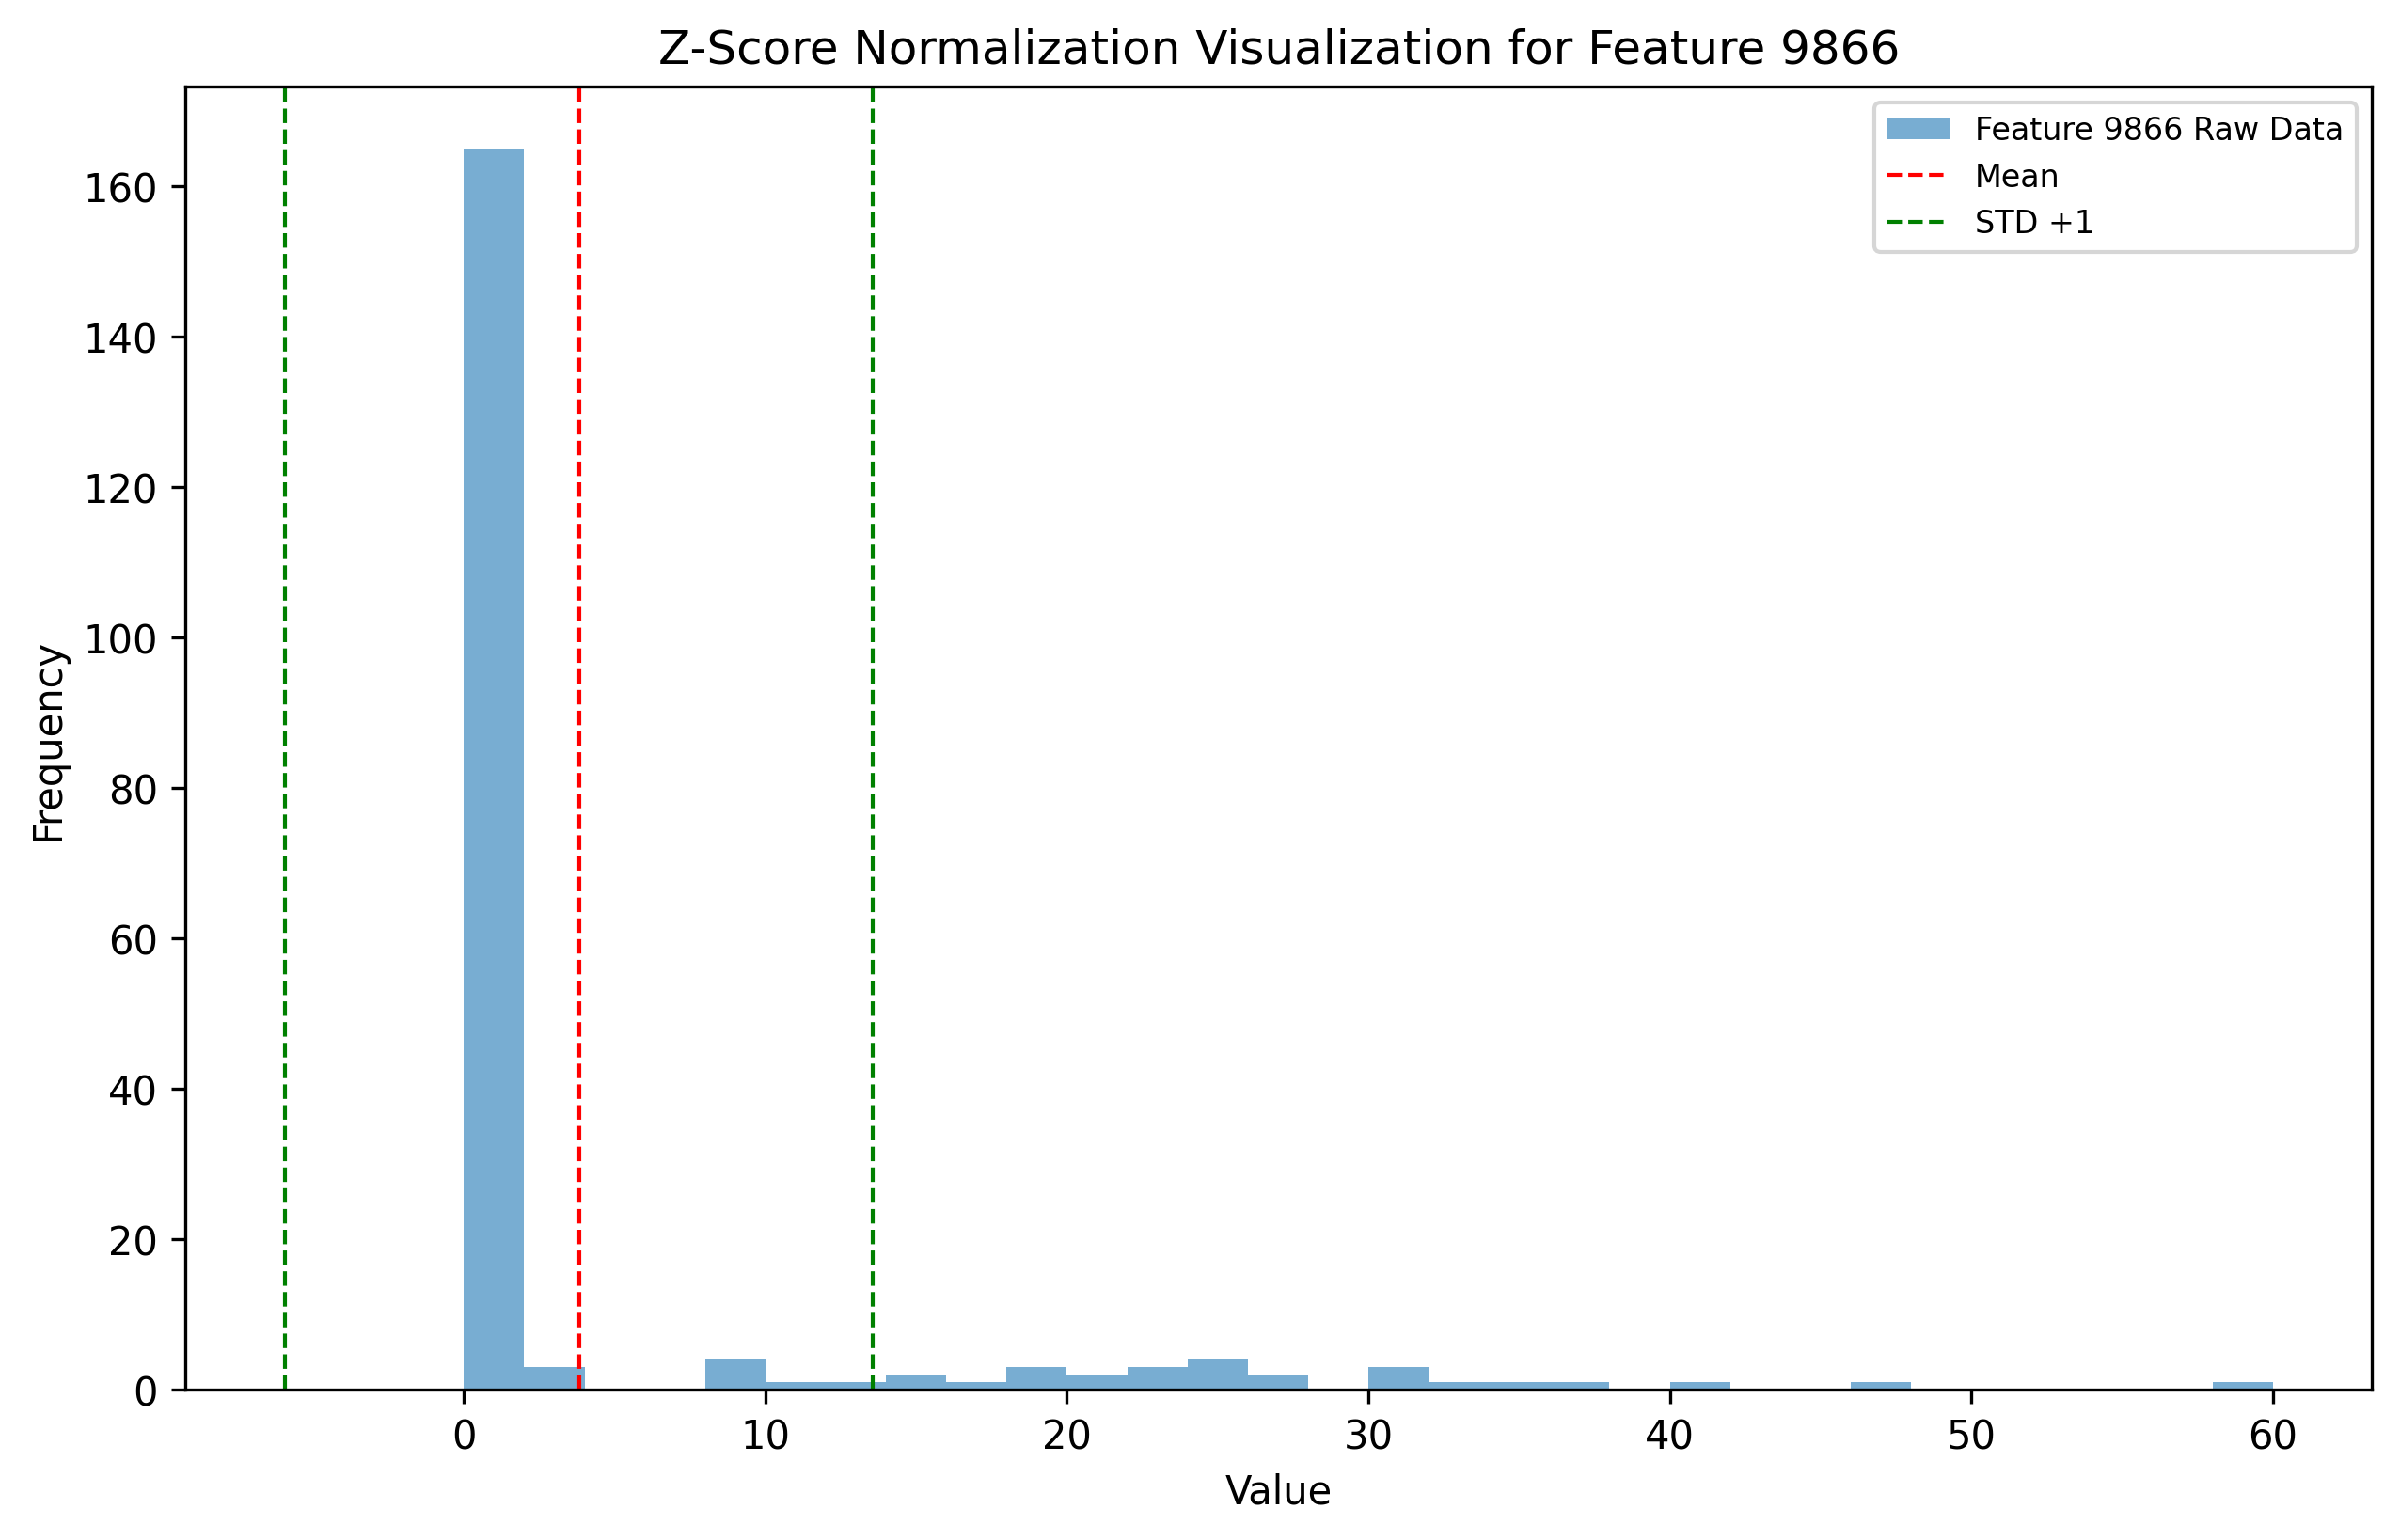 Z-Score Normalization Visualization for Feature 9866
Feature 9866 Raw Data
Mean
STD +1
Frequency
160
140
120
100
80
60
40
20
0
0 10 20 30 40 50 60
Value